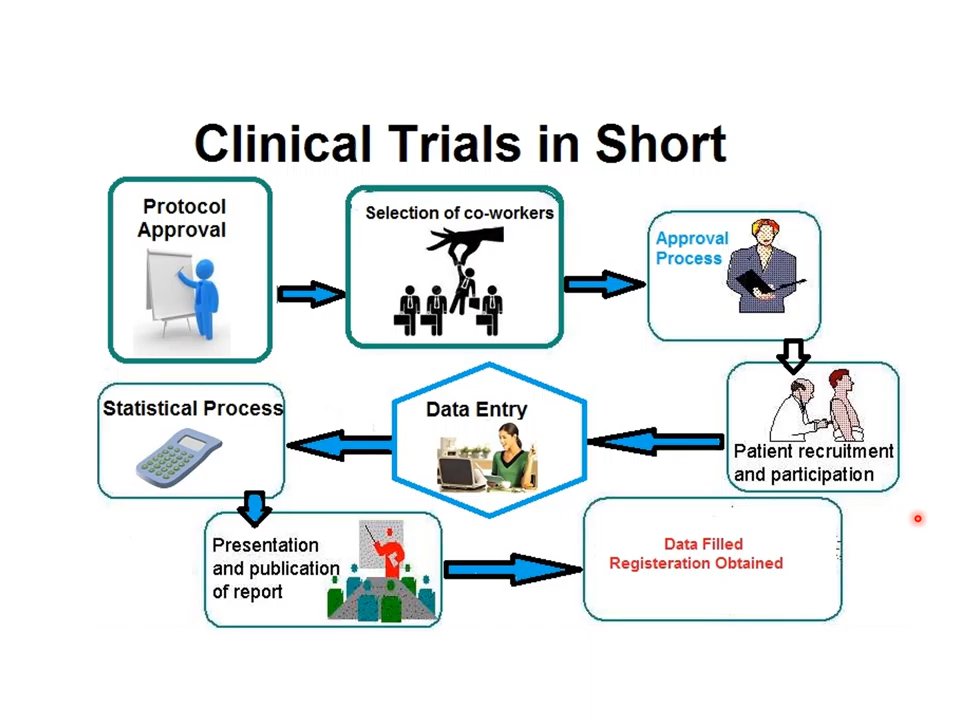 Clinical Trials in Short
Protocol
Approval
Selection of co-workers
Approval
Process
Patient recruitment
and participation
Data Entry
Statistical Process
Presentation
and publication
of report
Data Filled
Registeration Obtained